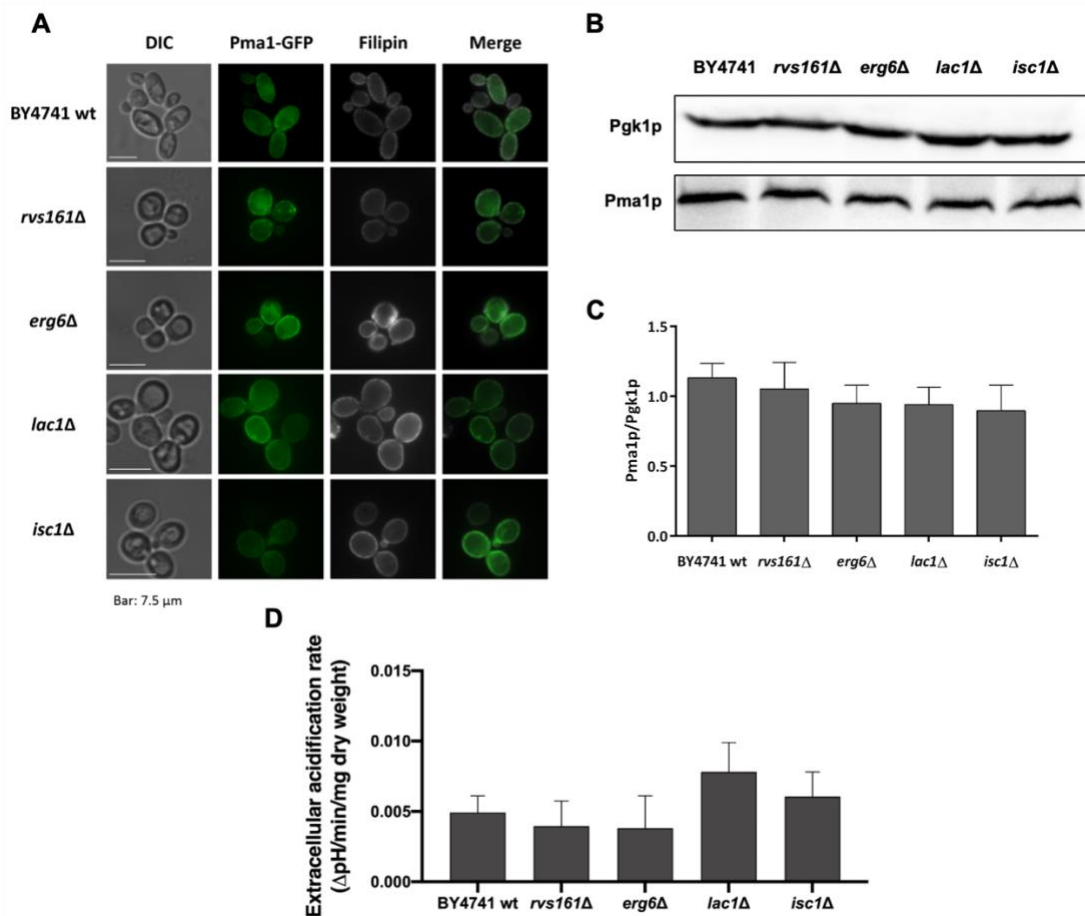 A
DIC Pma1-GFP Filipin Merge
BY4741 wt
rvs161Δ
erg6Δ
lac1Δ
isc1Δ
Bar: 7.5 µm
B
BY4741 rvs161Δ erg6Δ lac1Δ isc1Δ
Pgk1p
Pma1p
C
Pma1p/Pgk1p
1.5
1.0
0.5
0.0
BY4741 wt rvs161Δ erg6Δ lac1Δ isc1Δ
D
Extracellular acidification rate
(ΔpH/min/mg dry weight)
0.015
0.010
0.005
0.000
BY4741 wt rvs161Δ erg6Δ lac1Δ isc1Δ